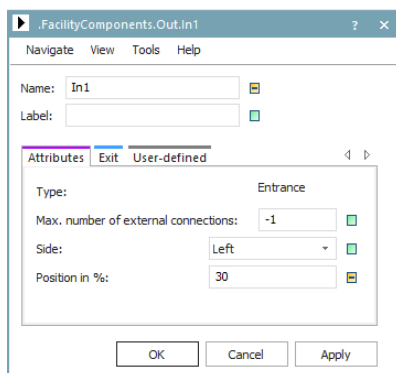 .FacilityComponents.Out.In1 ? ×
Navigate View Tools Help
Name: In1
Label:
Attributes Exit User-defined
Type: Entrance
Max. number of external connections: -1
Side: Left
Position in %: 30
OK Cancel Apply